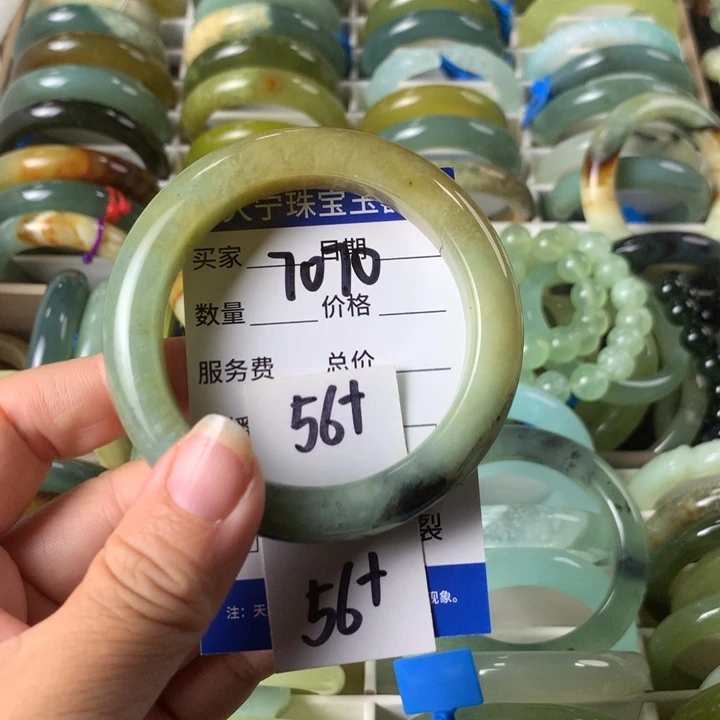 宁珠宝玉
买家 7070 日期
数量 价格
服务费 总价
56+
裂
56+
注：天 现象。